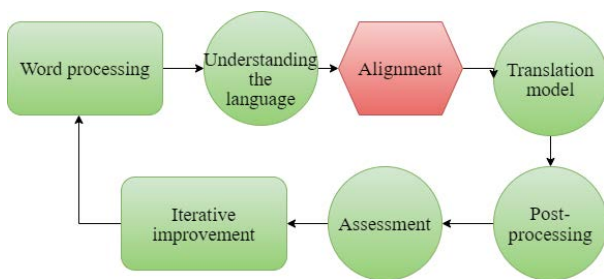 Word processing
Understanding
the
language
Alignment
Translation
model
Iterative
improvement
Assessment
Post-
processing